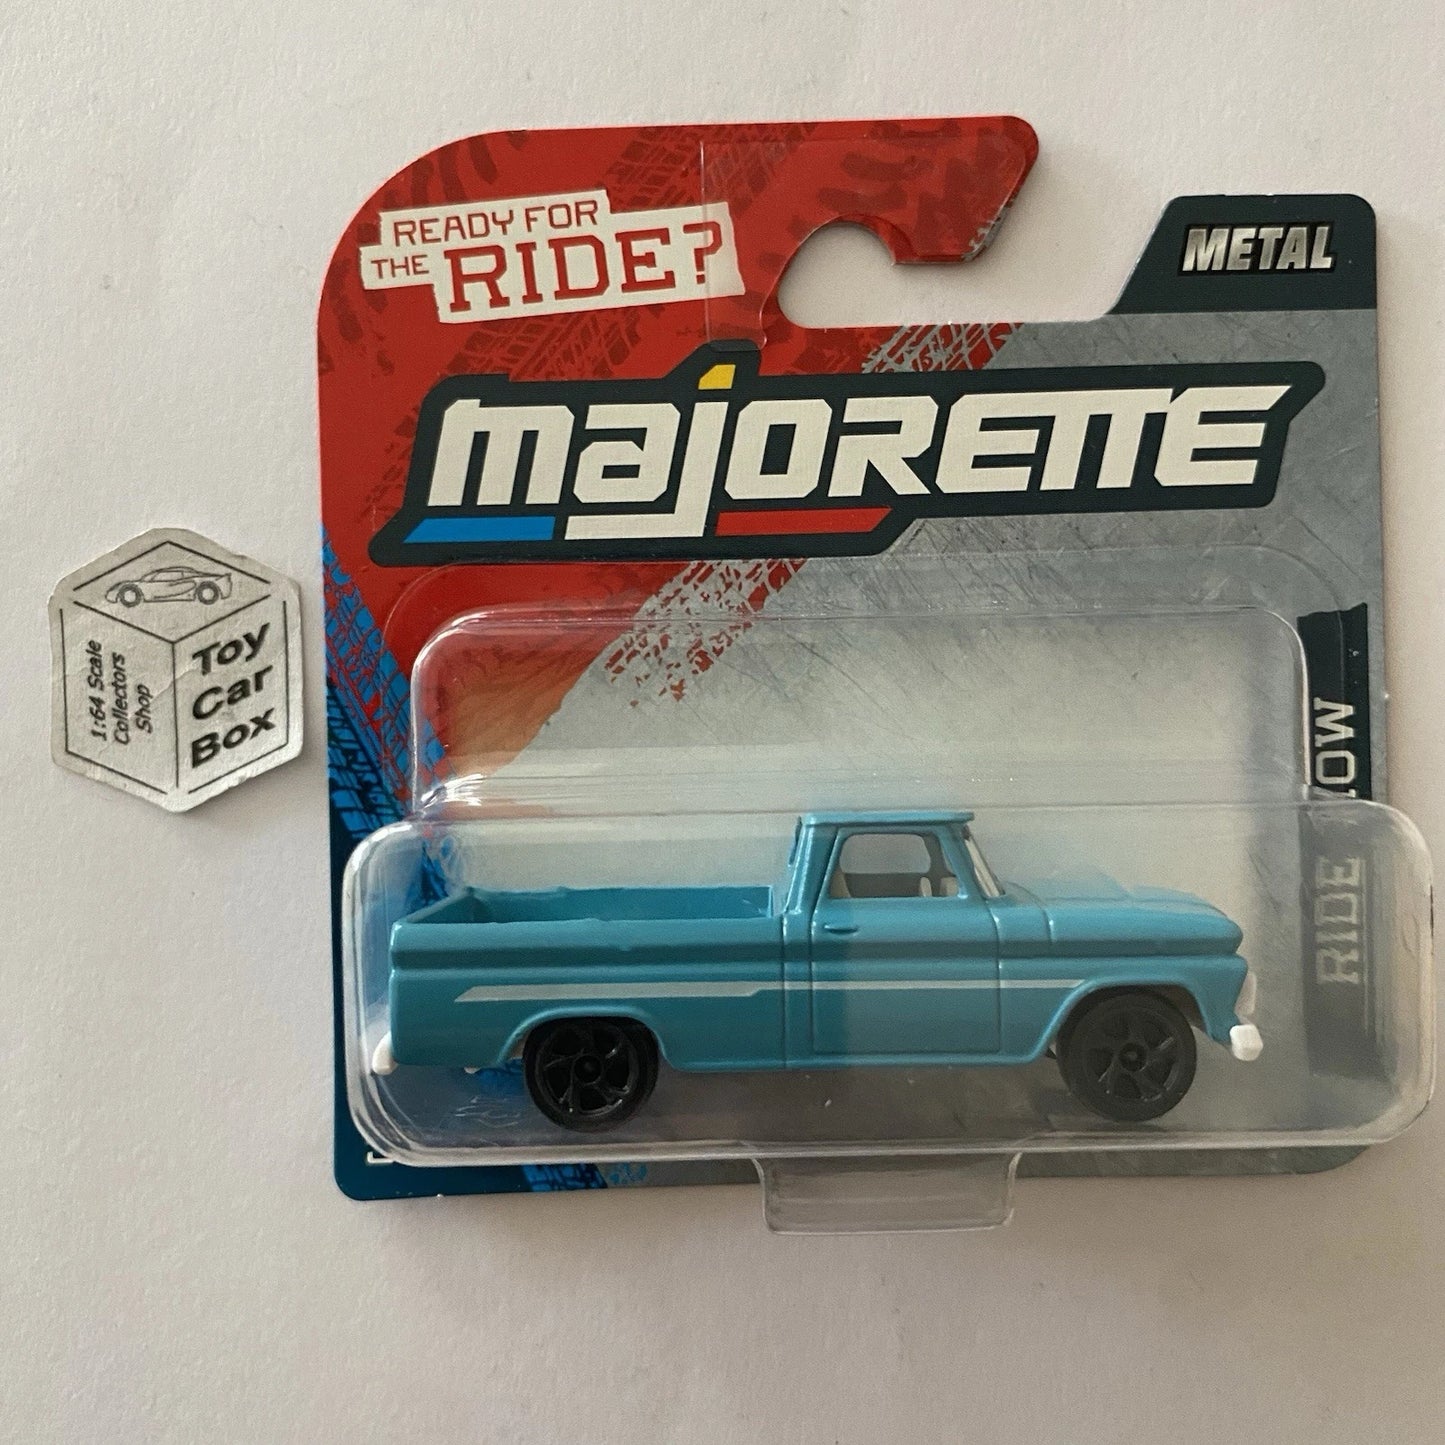 READY FOR
THE RIDE?
METAL
majorette
RIDE
1:64 Scale
Collectors
Shop
Toy
Car
Box